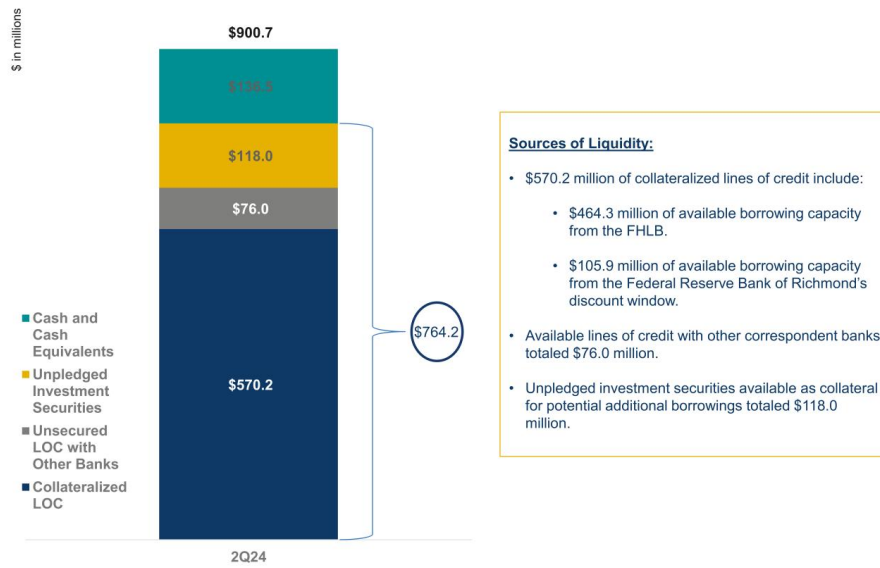 $ in millions
$900.7
$136.5
$118.0
$76.0
$570.2
2Q24
$764.2
Cash and
Cash
Equivalents
Unpledged
Investment
Securities
Unsecured
LOC with
Other Banks
Collateralized
LOC
Sources of Liquidity:
• $570.2 million of collateralized lines of credit include:
• $464.3 million of available borrowing capacity
from the FHLB.
• $105.9 million of available borrowing capacity
from the Federal Reserve Bank of Richmond’s
discount window.
• Available lines of credit with other correspondent banks
totaled $76.0 million.
• Unpledged investment securities available as collateral
for potential additional borrowings totaled $118.0
million.